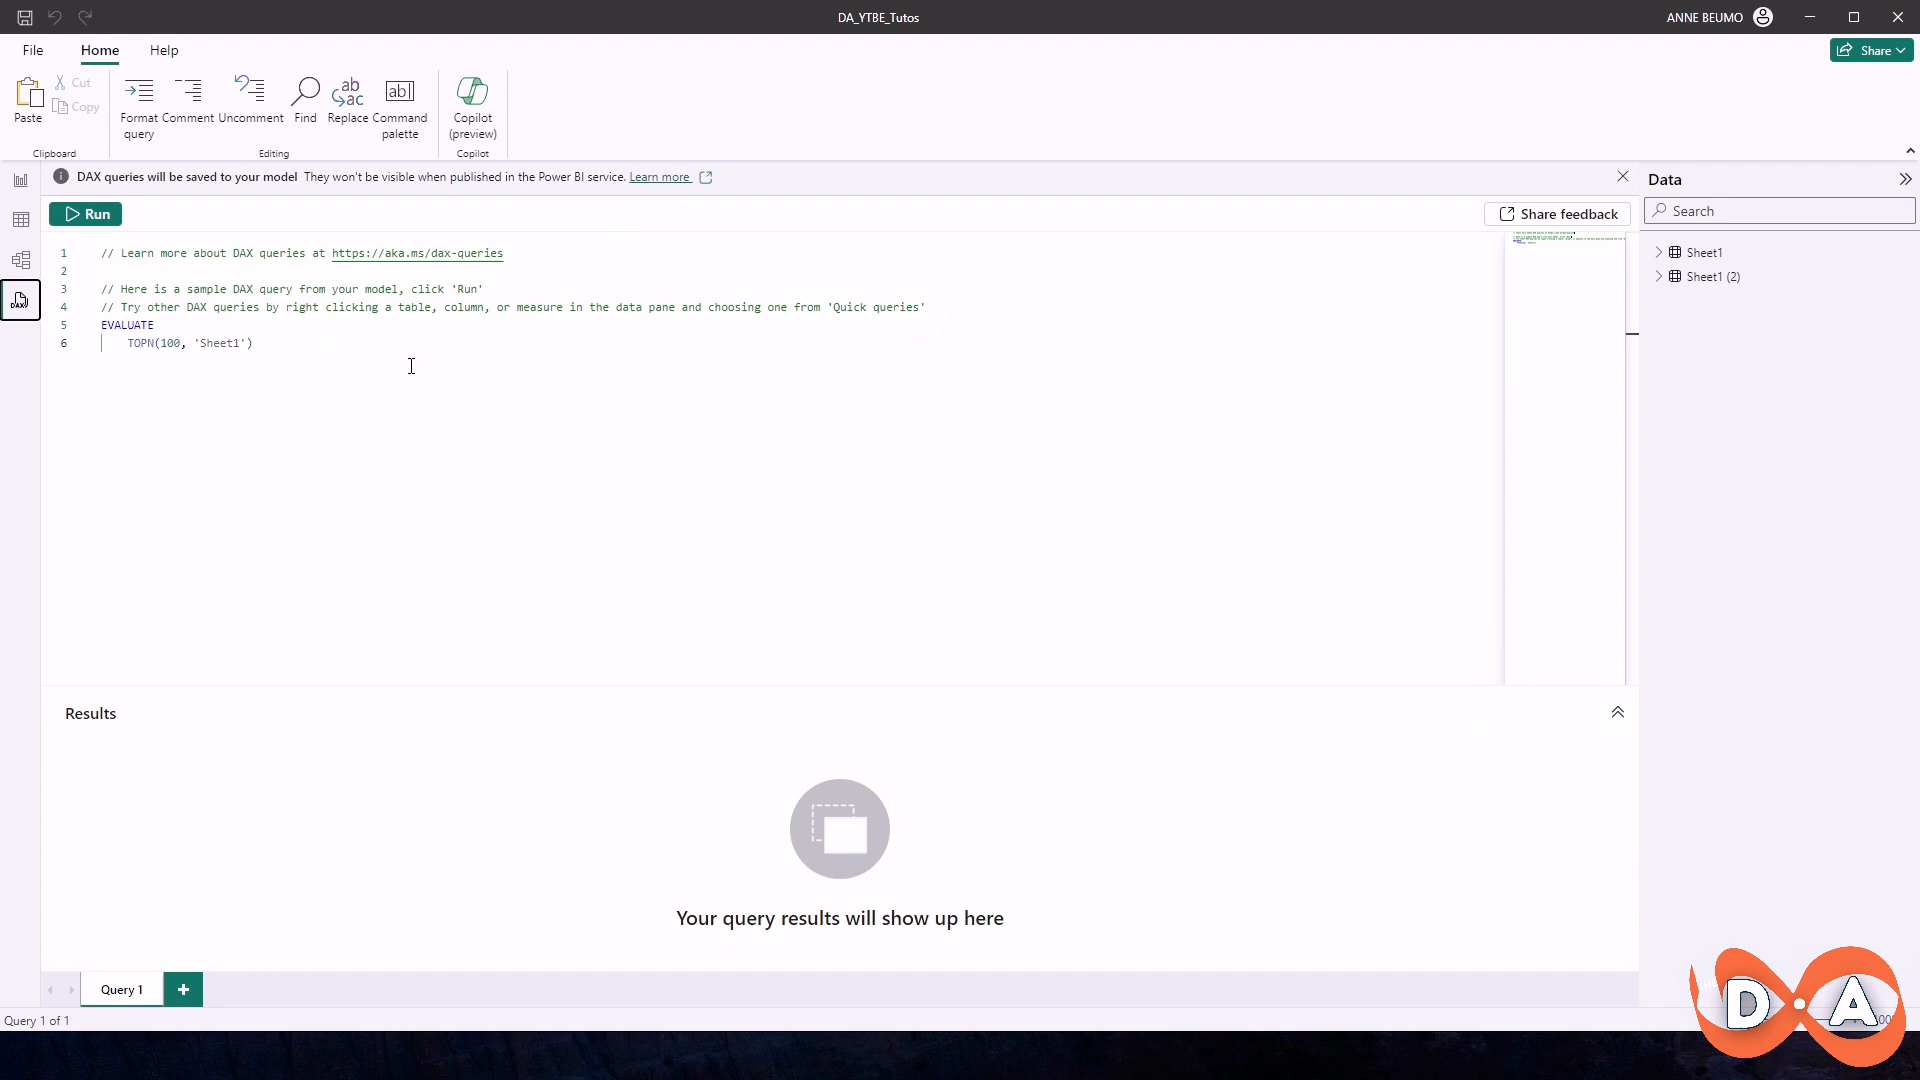 DA_YTBE_Tutos
ANNE BEUMO
File
Home
Help
Share
Paste
Cut
Copy
Format query
Comment
Uncomment
Find
Replace
Command palette
Copilot (preview)
Clipboard
Editing
Copilot
DAX queries will be saved to your model They won't be visible when published in the Power BI service. Learn more
Run
Share feedback
1 // Learn more about DAX queries at https://aka.ms/dax-queries
2
3 // Here is a sample DAX query from your model, click 'Run'
4 // Try other DAX queries by right clicking a table, column, or measure in the data pane and choosing one from 'Quick queries'
5 EVALUATE
6 TOPN(100, 'Sheet1')
Data
Search
Sheet1
Sheet1 (2)
Results
Your query results will show up here
Query 1
Query 1 of 1
D A